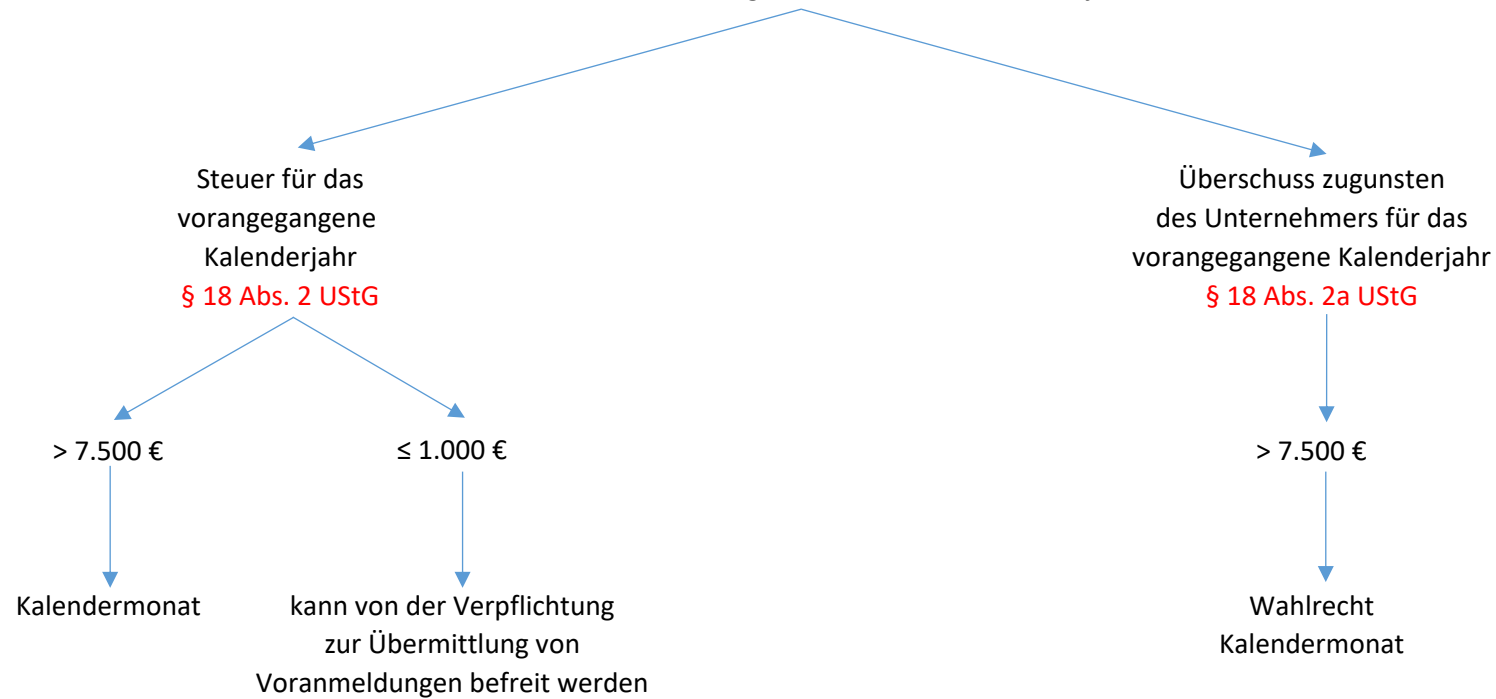 Steuer für das
vorangegangene
Kalenderjahr
§ 18 Abs. 2 UStG
Überschuss zugunsten
des Unternehmers für das
vorangegangene Kalenderjahr
§ 18 Abs. 2a UStG
> 7.500 €
≤ 1.000 €
> 7.500 €
Kalendermonat
kann von der Verpflichtung
zur Übermittlung von
Voranmeldungen befreit werden
Wahlrecht
Kalendermonat